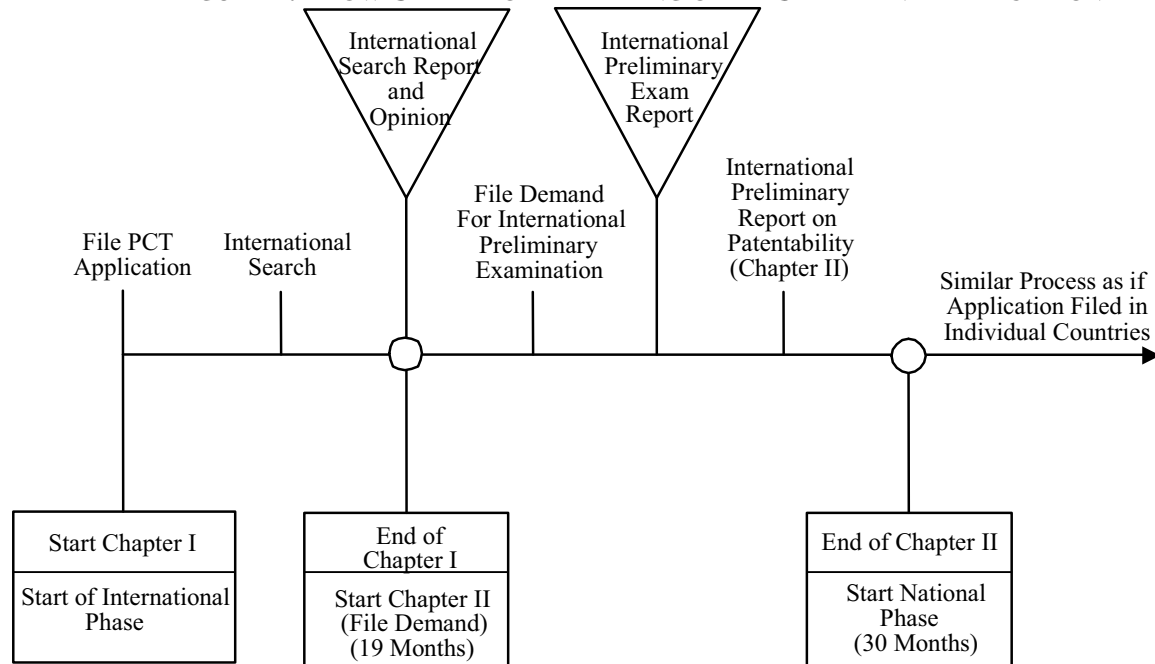 International
Search Report
and
Opinion
International
Preliminary
Exam
Report
File PCT
Application
International
Search
File Demand
For International
Preliminary
Examination
International
Preliminary
Report on
Patentability
(Chapter II)
Similar Process as if
Application Filed in
Individual Countries
Start Chapter I
Start of International
Phase
End of
Chapter I
Start Chapter II
(File Demand)
(19 Months)
End of Chapter II
Start National
Phase
(30 Months)